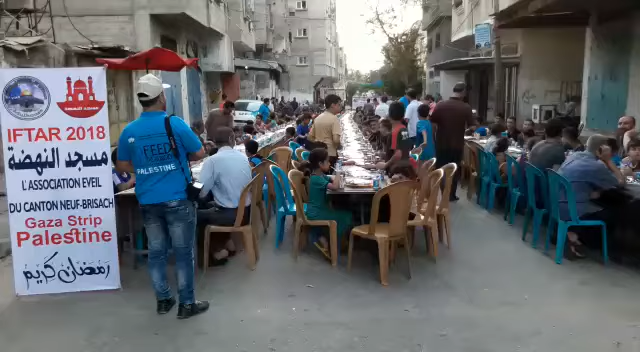 IFTAR 2018
مسجد النهضة
L'ASSOCIATION EVEIL
DU CANTON NEUF-BRISACH
Gaza Strip
Palestine
رمضان كريم
FEED
PALESTINE